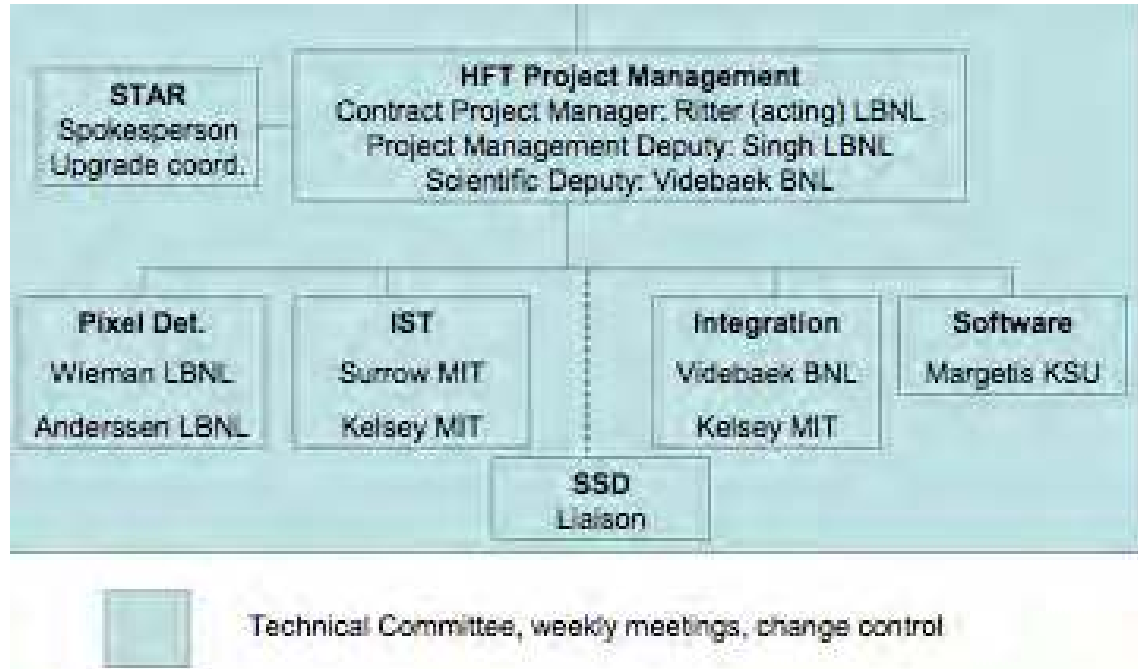 HFT Project Management
Contract Project Manager: Ritter (acting) LBNL
Project Management Deputy: Singh LBNL
Scientific Deputy: Videbaek BNL
STAR
Spokesperson
Upgrade coord.
Pixel Det.
Wieman LBNL
Anderssen LBNL
IST
Surrow MIT
Kelsey MIT
Integration
Videbaek BNL
Kelsey MIT
Software
Margetis KSU
SSD
Liaison
Technical Committee, weekly meetings, change control